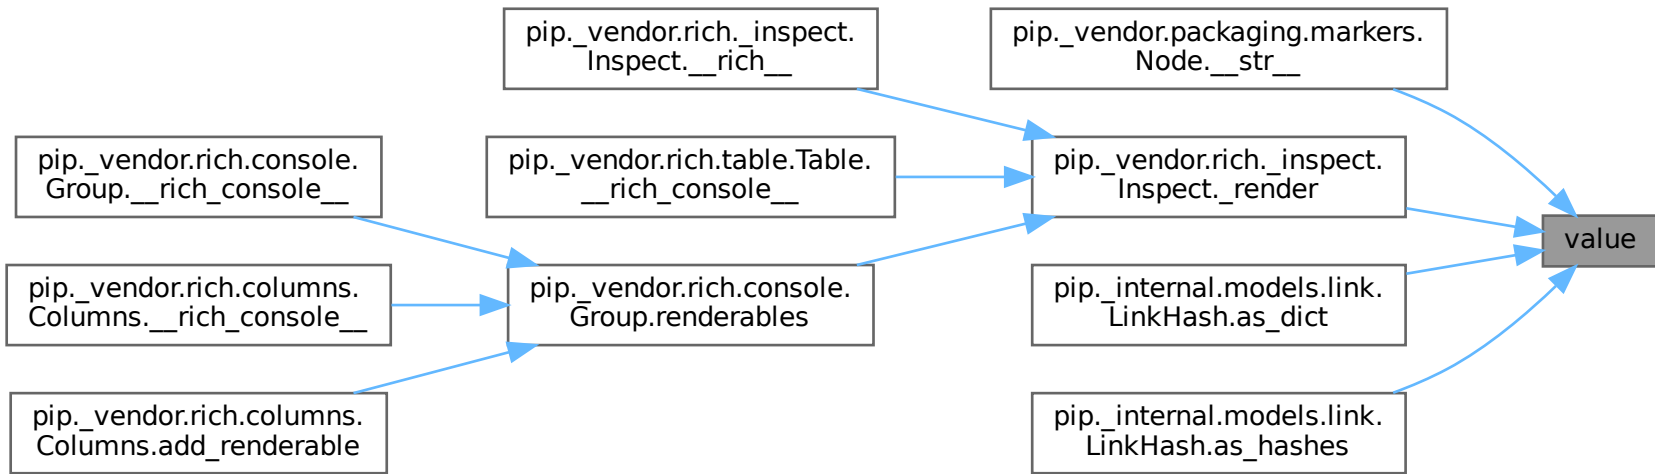 pip._vendor.rich._inspect.
Inspect.__rich__
pip._vendor.packaging.markers.
Node.__str__
pip._vendor.rich.console.
Group.__rich_console__
pip._vendor.rich.table.Table.
__rich_console__
pip._vendor.rich._inspect.
Inspect._render
value
pip._vendor.rich.columns.
Columns.__rich_console__
pip._vendor.rich.console.
Group.renderables
pip._internal.models.link.
LinkHash.as_dict
pip._vendor.rich.columns.
Columns.add_renderable
pip._internal.models.link.
LinkHash.as_hashes